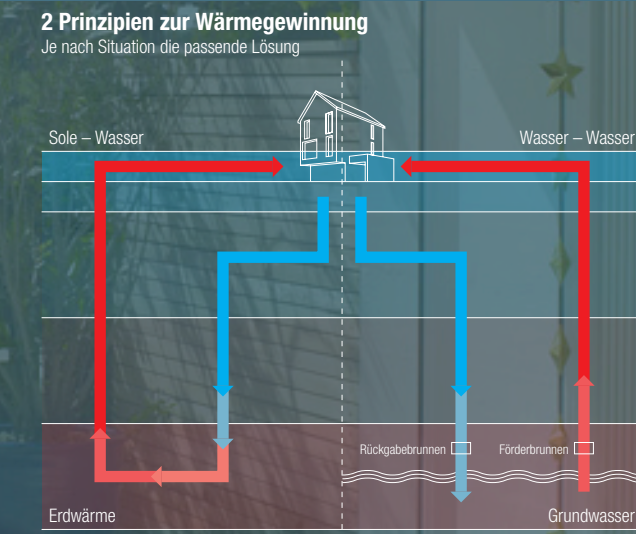 2 Prinzipien zur Wärmegewinnung
Je nach Situation die passende Lösung
Sole – Wasser
Wasser – Wasser
Rückgabebrunnen
Förderbrunnen
Erdwärme
Grundwasser